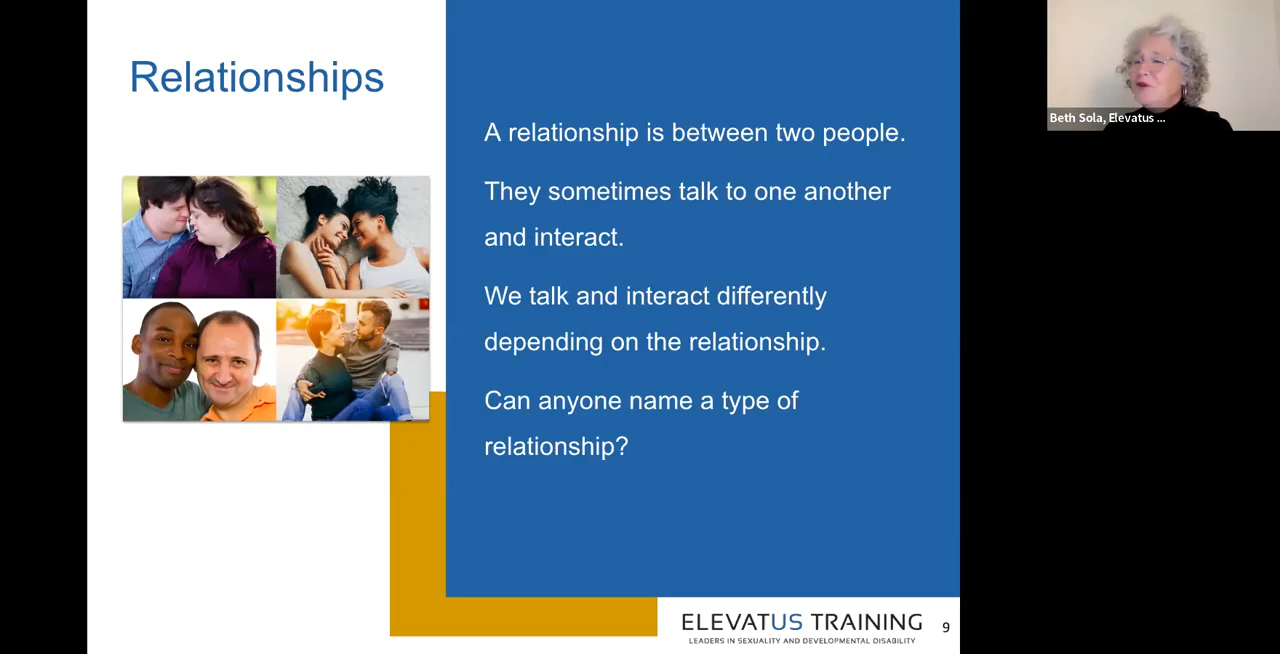 Relationships
A relationship is between two people.
They sometimes talk to one another
and interact.
We talk and interact differently
depending on the relationship.
Can anyone name a type of
relationship?
ELEVATUS TRAINING
LEADERS IN SEXUALITY AND DEVELOPMENTAL DISABILITY
9
Beth Sola, Elevatus ...